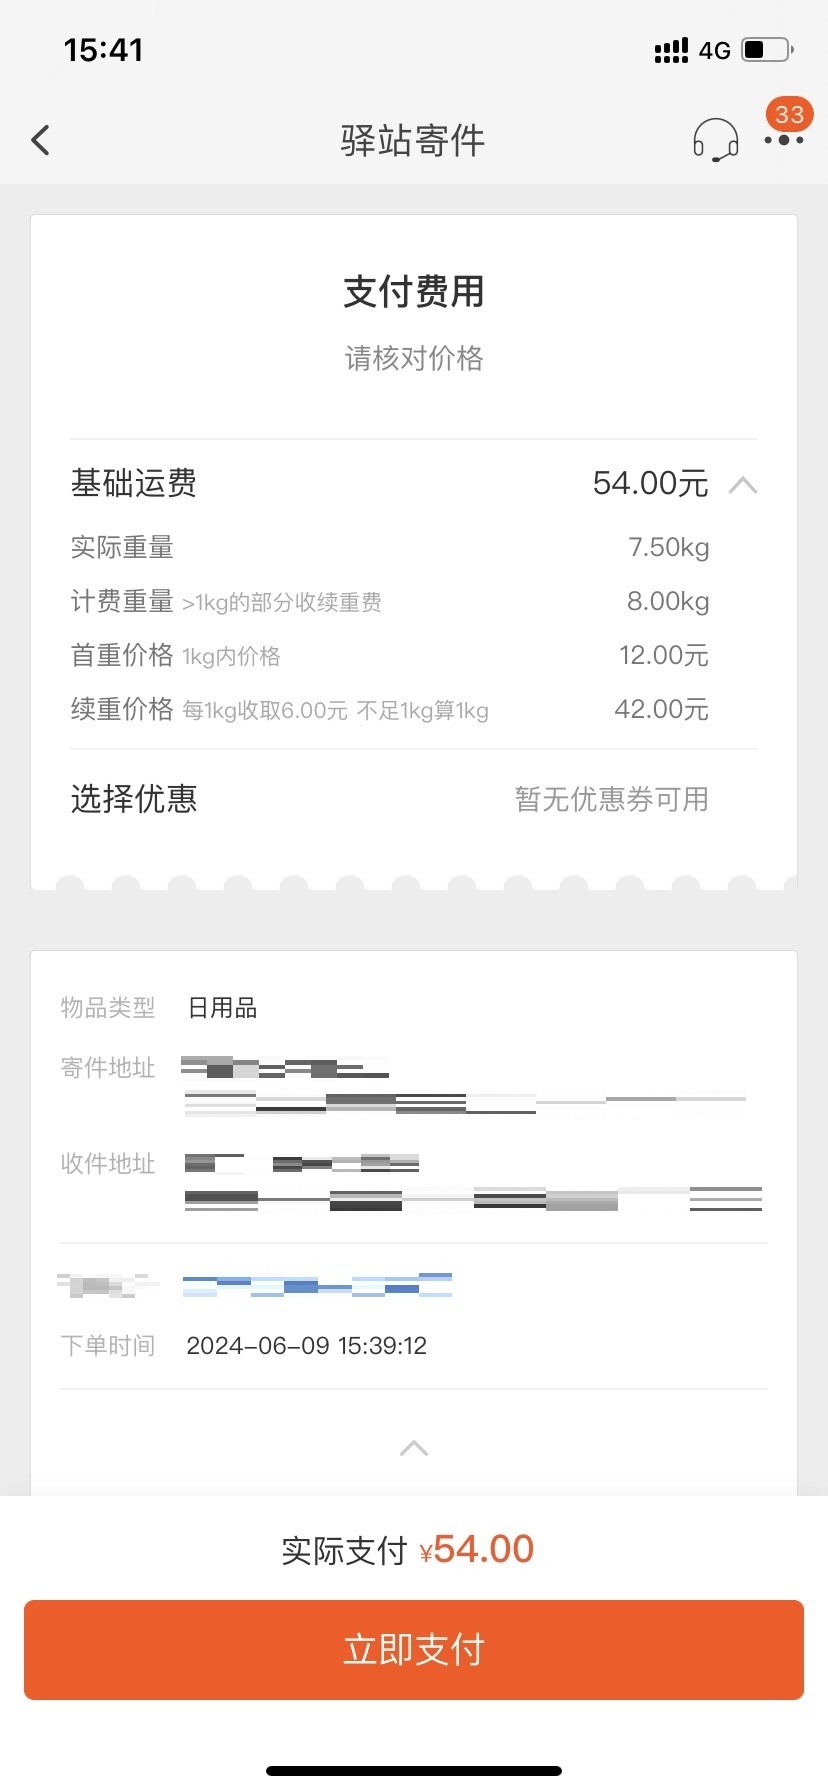 15:41
4G
驿站寄件
33
支付费用
请核对价格
基础运费 54.00元
实际重量 7.50kg
计费重量 >1kg的部分收续重费 8.00kg
首重价格 1kg内价格 12.00元
续重价格 每1kg收取6.00元 不足1kg算1kg 42.00元
选择优惠 暂无优惠券可用
物品类型 日用品
寄件地址
收件地址
下单时间 2024-06-09 15:39:12
实际支付 ¥54.00
立即支付